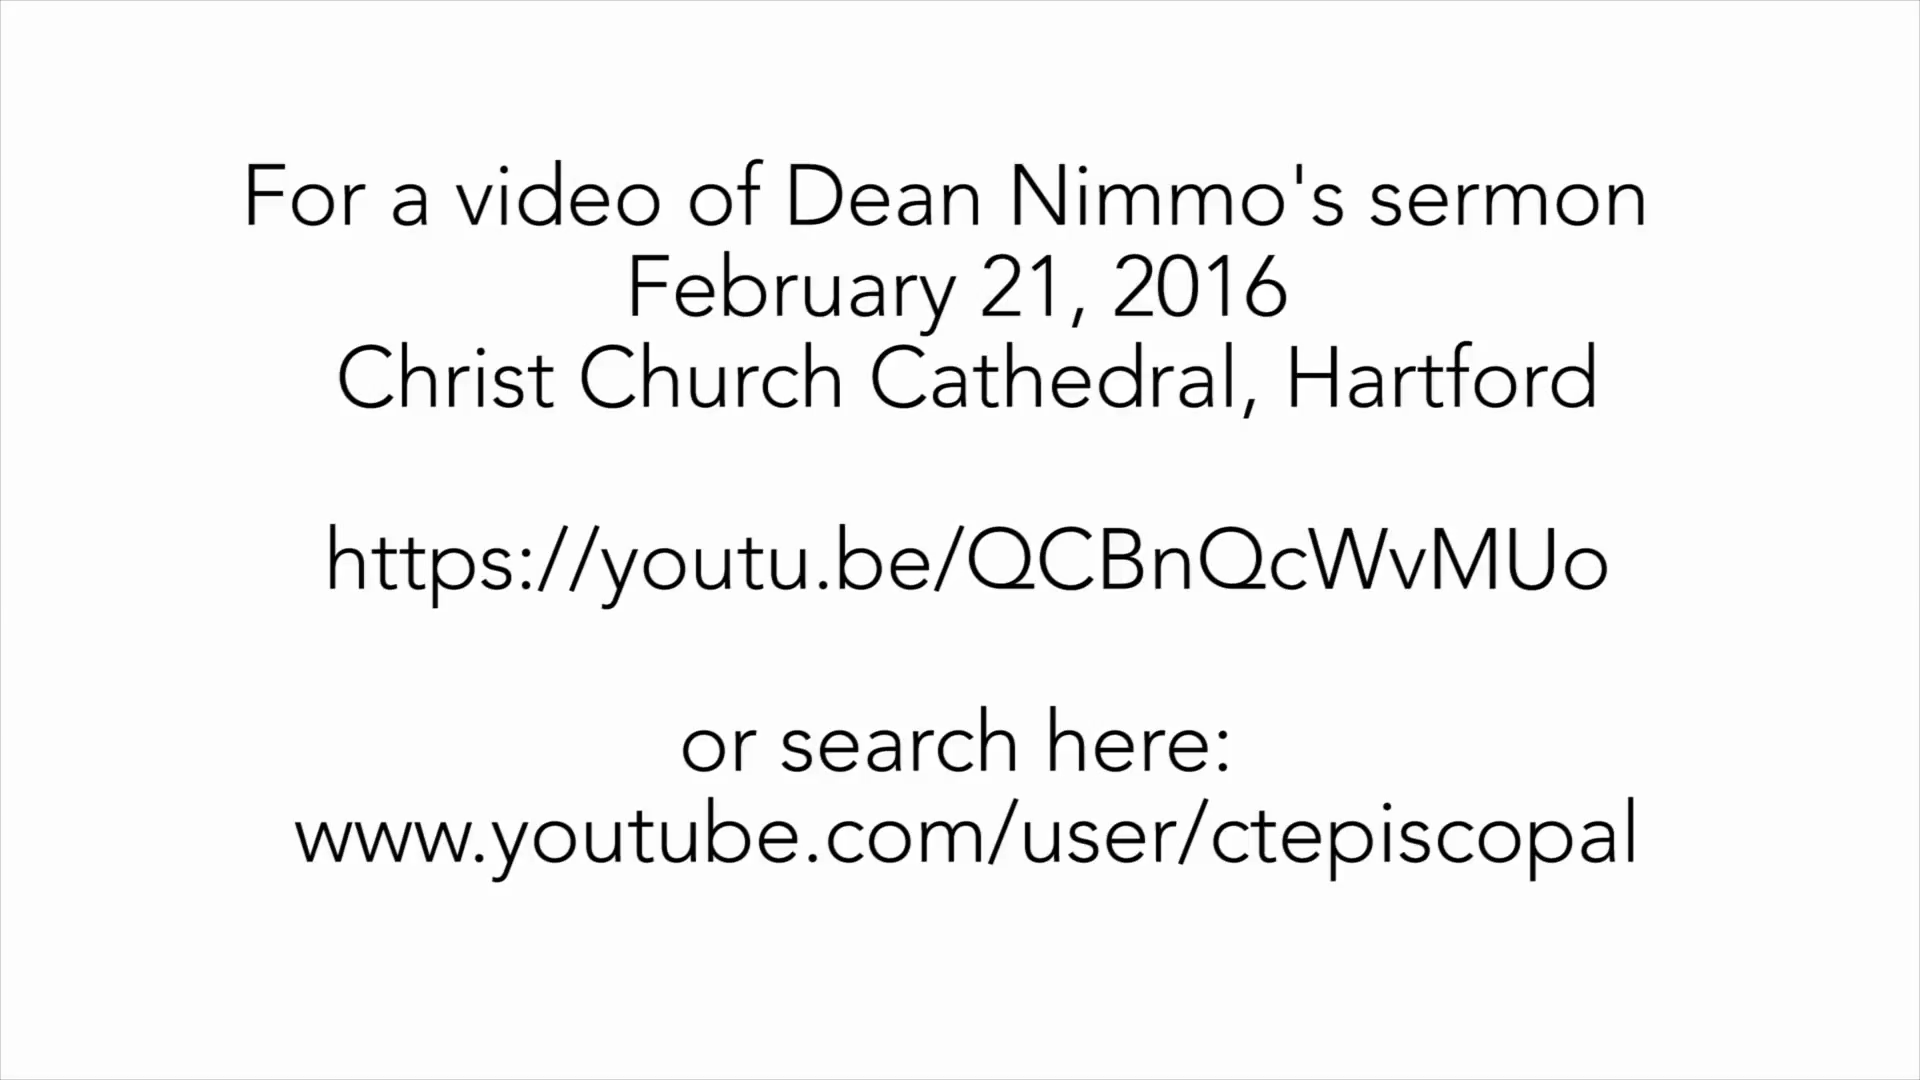 For a video of Dean Nimmo's sermon
February 21, 2016
Christ Church Cathedral, Hartford
https://youtu.be/QCBnQcWvMUo
or search here:
www.youtube.com/user/ctepiscopal